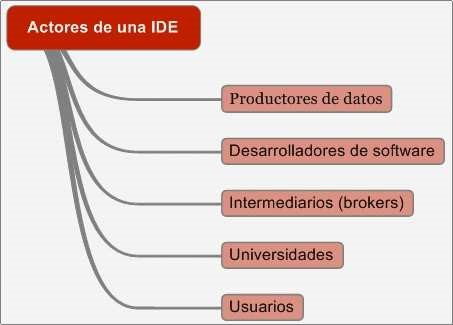 Actores de una IDE
Productores de datos
Desarrolladores de software
Intermediarios (brokers)
Universidades
Usuarios